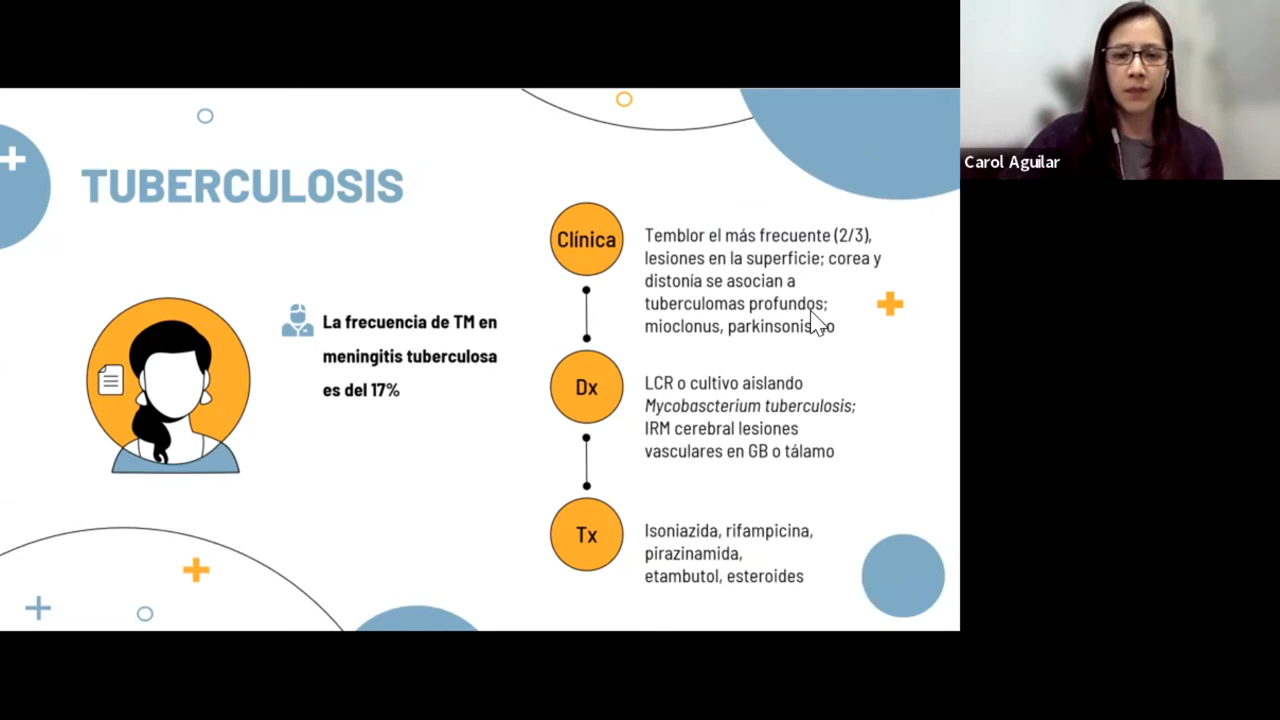 TUBERCULOSIS
La frecuencia de TM en
meningitis tuberculosa
es del 17%
Clínica
Temblor el más frecuente (2/3),
lesiones en la superficie; corea y
distonía se asocian a
tuberculomas profundos;
mioclonus, parkinsonismo
Dx
LCR o cultivo aislando
Mycobascterium tuberculosis;
IRM cerebral lesiones
vasculares en GB o tálamo
Tx
Isoniazida, rifampicina,
pirazinamida,
etambutol, esteroides
Carol Aguilar